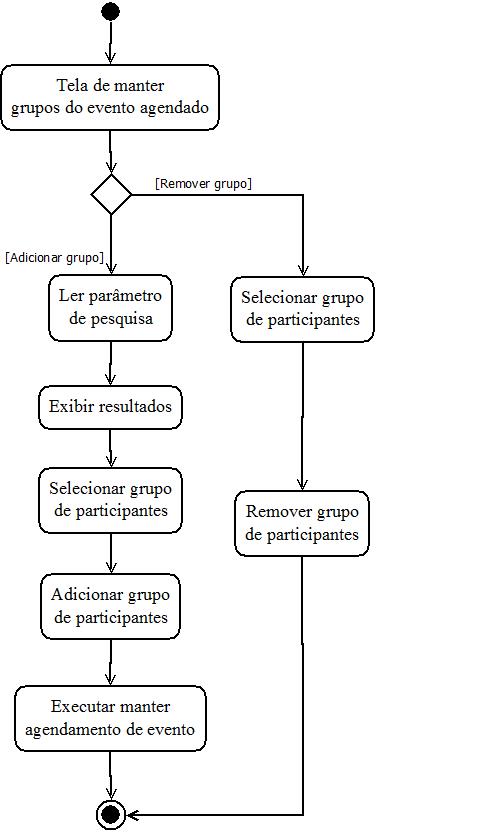 Tela de manter
grupos do evento agendado
[Remover grupo]
[Adicionar grupo]
Ler parâmetro
de pesquisa
Selecionar grupo
de participantes
Exibir resultados
Selecionar grupo
de participantes
Remover grupo
de participantes
Adicionar grupo
de participantes
Executar manter
agendamento de evento